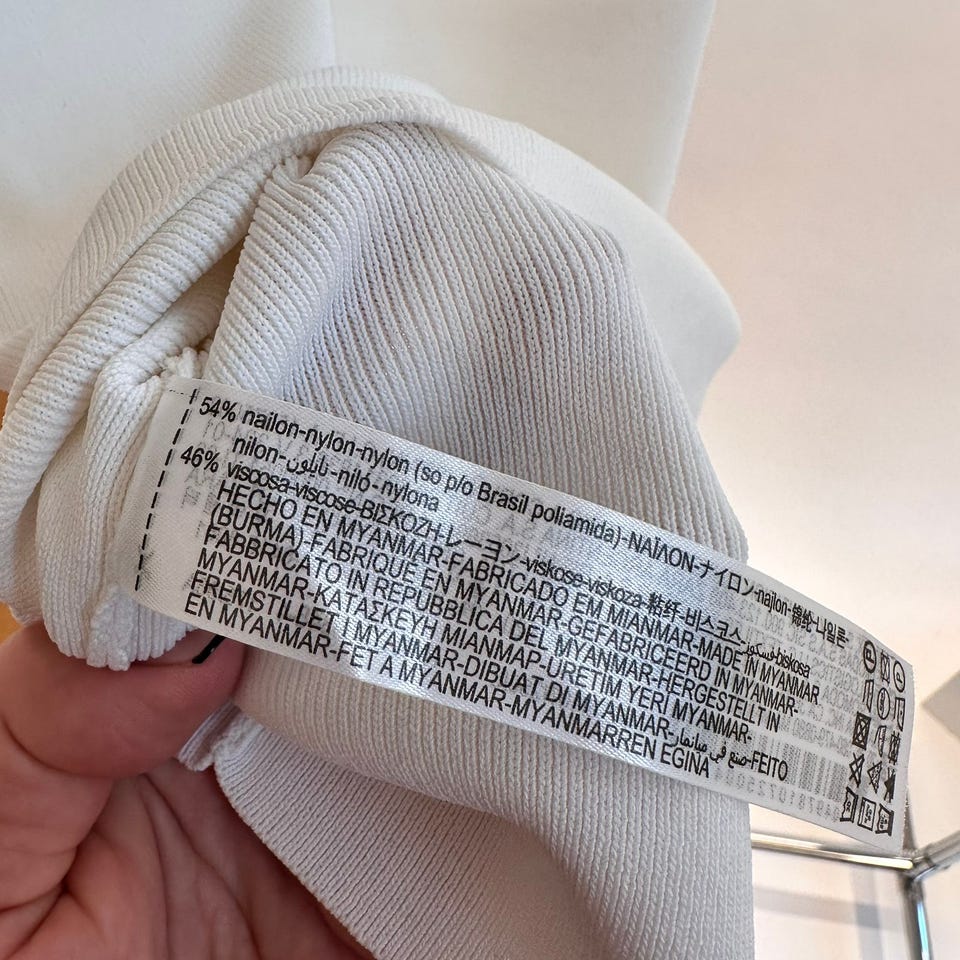 54% nailon-nylon-nylon (so p/o Brasil poliamida)-NAÏΛON-ナイロン-najlon-锦纶-나일론-
nilon-نايلون-niló-nylona
46% viscosa-viscose-ΒΙΣΚΟΖΗ-レーヨン-viskose-viskoza-粘纤-비스코스-فسكوز-biskosa
HECHO EN MYANMAR-FABRICADO EM MYANMAR-MADE IN MYANMAR
(BURMA)-FABRIQUÉ EN MYANMAR-GEFABRICEERD IN MYANMAR-
FABBRICATO IN REPUBBLICA DEL MYANMAR-HERGESTELLT IN
MYANMAR-ΚΑΤΑΣΚΕΥΗ ΜΙΑΝΜΑΡ-ÜRETİM YERİ MYANMAR-
FREMSTILLET I MYANMAR-DIBUAT DI MYANMAR-صنع في ميانمار-FEITO
EN MYANMAR-FET A MYANMAR-MYANMARREN EGINA